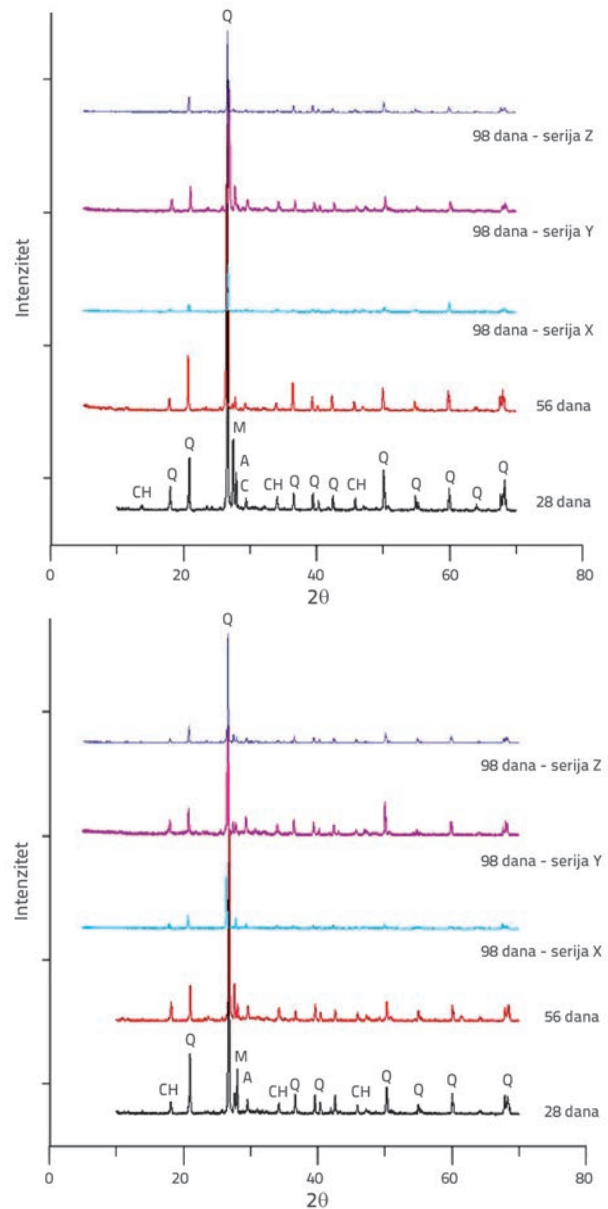 Q
98 dana - serija Z
98 dana - serija Y
98 dana - serija X
56 dana
M
Q A Q
CH Q C CH Q Q Q CH Q Q Q
28 dana
0 20 40 60 80
2θ
Intenzitet
Q
98 dana - serija Z
98 dana - serija Y
98 dana - serija X
56 dana
Q M
CH A CH Q Q CH Q Q Q Q
28 dana
0 20 40 60 80
2θ
Intenzitet